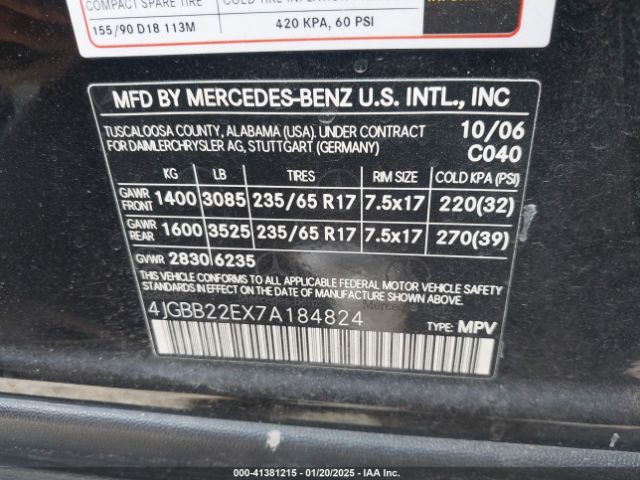 COMPACT SPARE TIRE
155/90 D18 113M
420 KPA, 60 PSI
MFD BY MERCEDES-BENZ U.S. INTL., INC
TUSCALOOSA COUNTY, ALABAMA (USA). UNDER CONTRACT 10/06
FOR DAIMLERCHRYSLER AG, STUTTGART (GERMANY) C040
KG LB TIRES RIM SIZE COLD KPA (PSI)
GAWR FRONT 1400 3085 235/65 R17 7.5x17 220(32)
GAWR REAR 1600 3525 235/65 R17 7.5x17 270(39)
GVWR 2830 6235
THIS VEHICLE CONFORMS TO ALL APPLICABLE FEDERAL MOTOR VEHICLE SAFETY
STANDARDS IN EFFECT ON THE DATE OF MANUFACTURE SHOWN ABOVE.
4JGBB22EX7A184824 TYPE: MPV
000-41381215 - 01/20/2025 - IAA Inc.